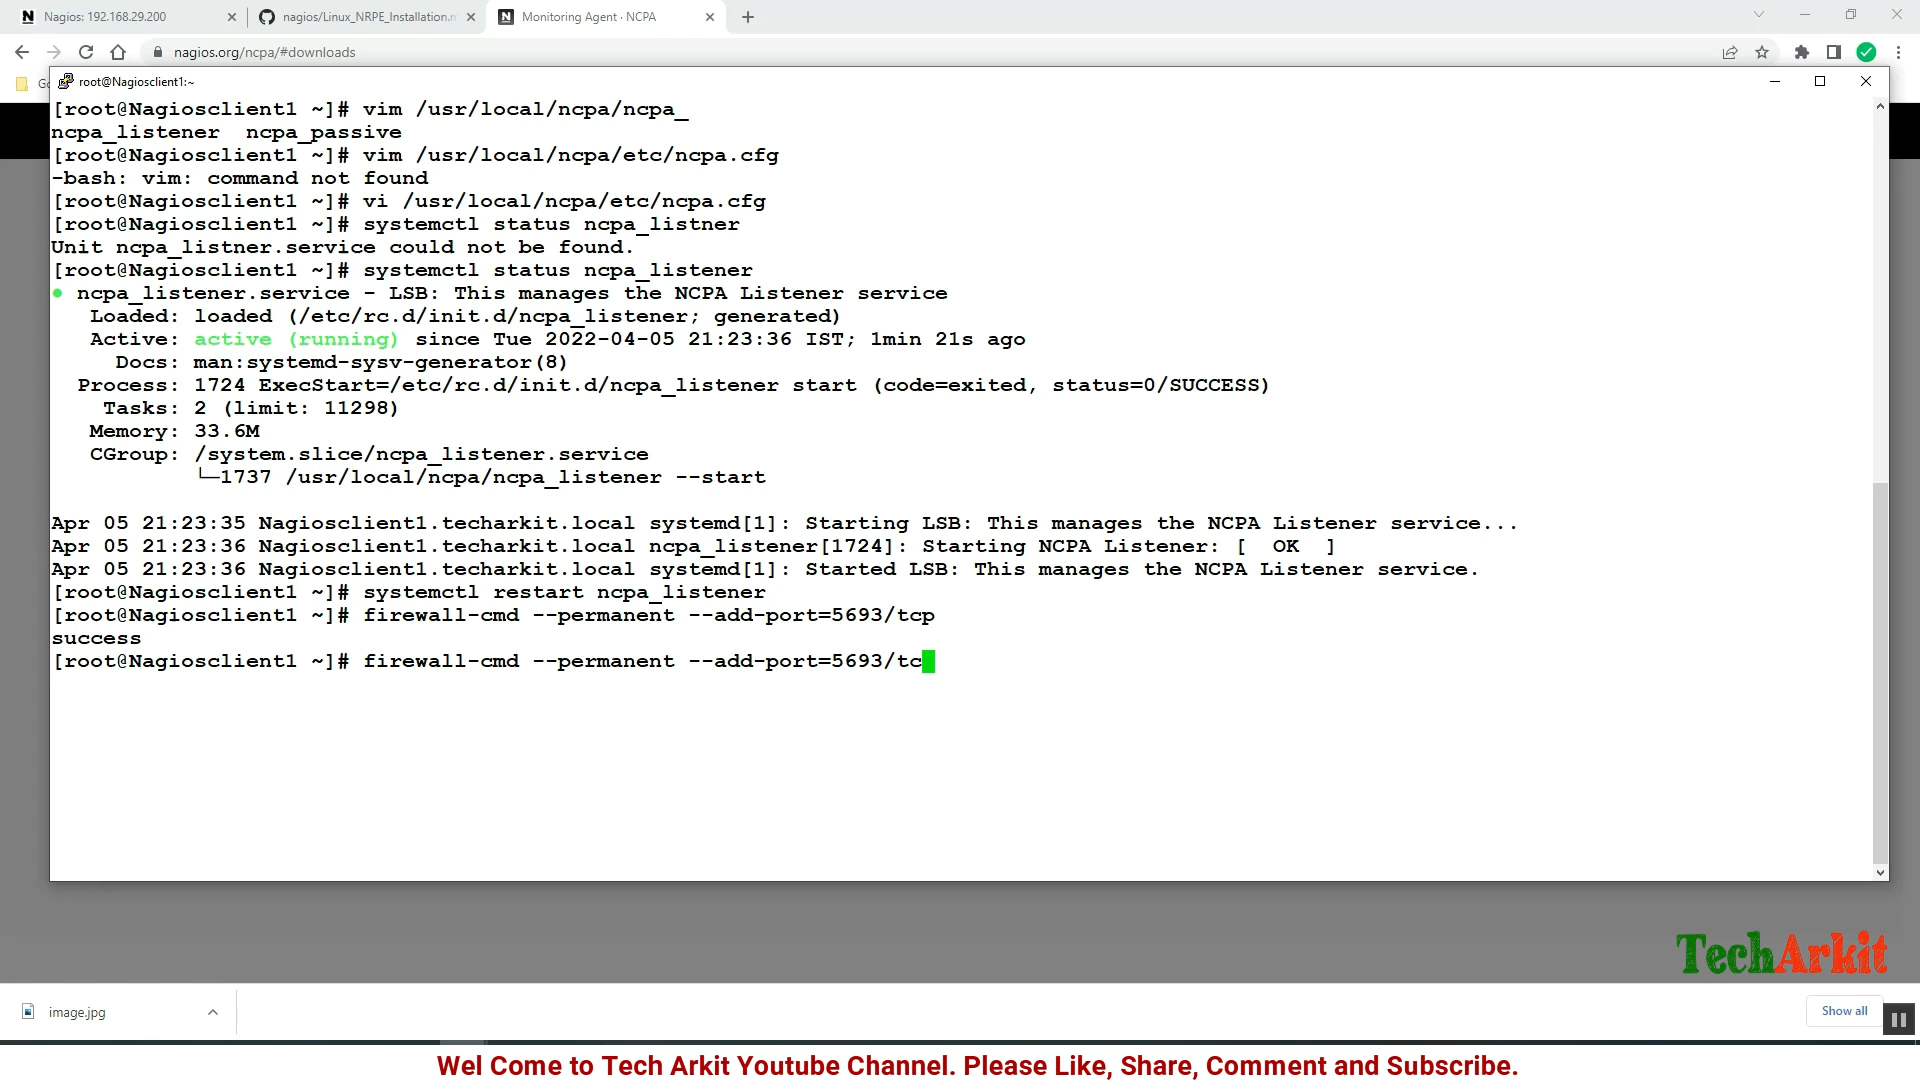 Nagios: 192.168.29.200
nagios/Linux_NRPE_Installation.m
Monitoring Agent · NCPA
nagios.org/ncpa/#downloads
root@Nagiosclient1:~
[root@Nagiosclient1 ~]# vim /usr/local/ncpa/ncpa_
ncpa_listener  ncpa_passive
[root@Nagiosclient1 ~]# vim /usr/local/ncpa/etc/ncpa.cfg
-bash: vim: command not found
[root@Nagiosclient1 ~]# vi /usr/local/ncpa/etc/ncpa.cfg
[root@Nagiosclient1 ~]# systemctl status ncpa_listner
Unit ncpa_listner.service could not be found.
[root@Nagiosclient1 ~]# systemctl status ncpa_listener
● ncpa_listener.service - LSB: This manages the NCPA Listener service
Loaded: loaded (/etc/rc.d/init.d/ncpa_listener; generated)
Active: active (running) since Tue 2022-04-05 21:23:36 IST; 1min 21s ago
Docs: man:systemd-sysv-generator(8)
Process: 1724 ExecStart=/etc/rc.d/init.d/ncpa_listener start (code=exited, status=0/SUCCESS)
Tasks: 2 (limit: 11298)
Memory: 33.6M
CGroup: /system.slice/ncpa_listener.service
└─1737 /usr/local/ncpa/ncpa_listener --start
Apr 05 21:23:35 Nagiosclient1.techarkit.local systemd[1]: Starting LSB: This manages the NCPA Listener service...
Apr 05 21:23:36 Nagiosclient1.techarkit.local ncpa_listener[1724]: Starting NCPA Listener: [  OK  ]
Apr 05 21:23:36 Nagiosclient1.techarkit.local systemd[1]: Started LSB: This manages the NCPA Listener service.
[root@Nagiosclient1 ~]# systemctl restart ncpa_listener
[root@Nagiosclient1 ~]# firewall-cmd --permanent --add-port=5693/tcp
success
[root@Nagiosclient1 ~]# firewall-cmd --permanent --add-port=5693/tc
TechArkit
image.jpg
Show all
Wel Come to Tech Arkit Youtube Channel. Please Like, Share, Comment and Subscribe.